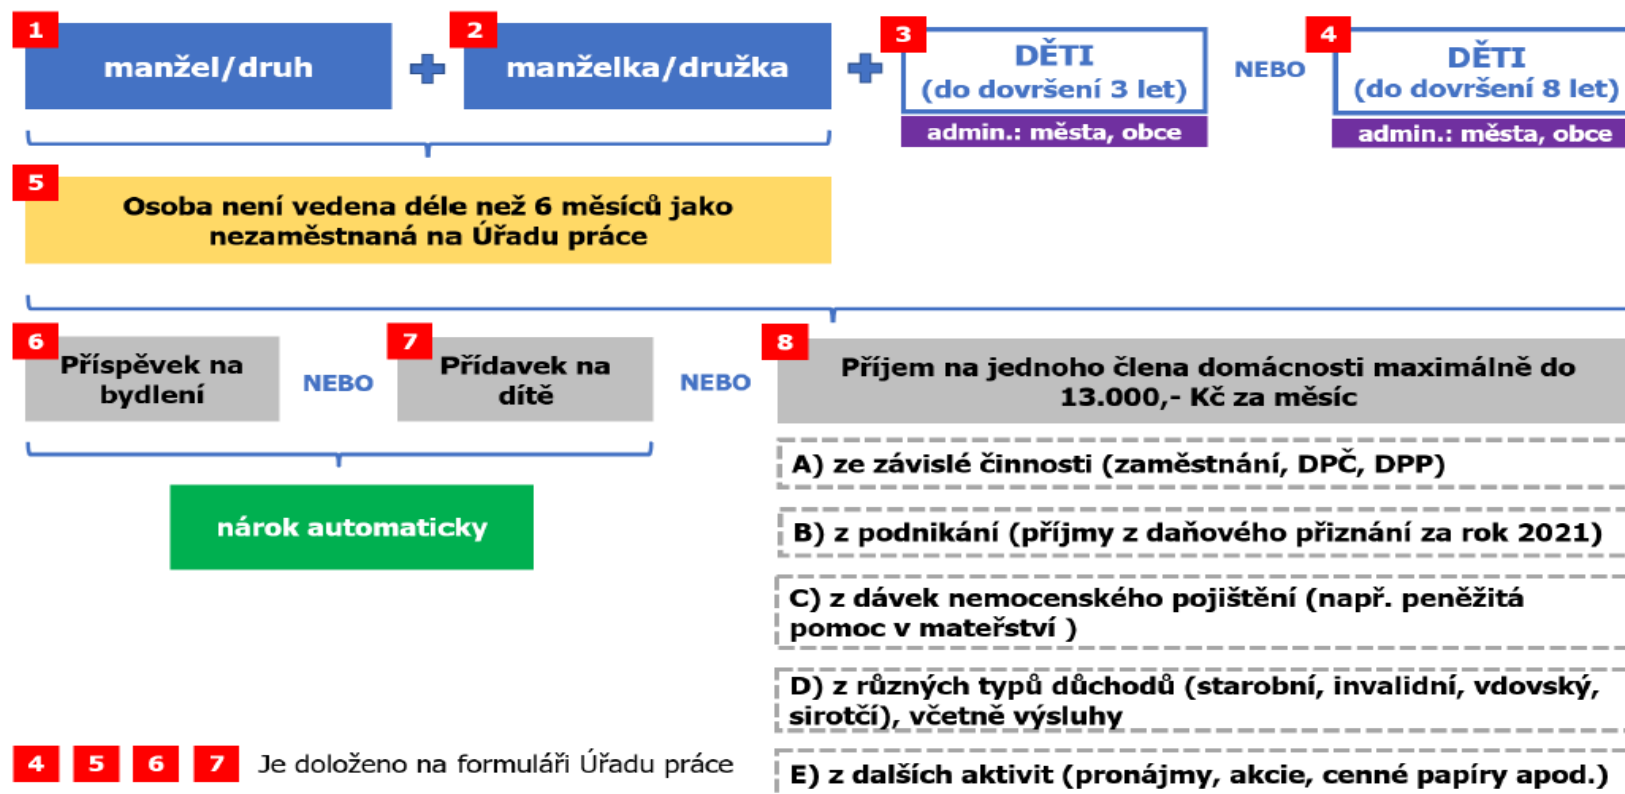 1
manžel/druh
2
manželka/družka
3
DĚTI
(do dovršení 3 let)
admin.: města, obce
NEBO
4
DĚTI
(do dovršení 8 let)
admin.: města, obce
5
Osoba není vedena déle než 6 měsíců jako
nezaměstnaná na Úřadu práce
6
Příspěvek na
bydlení
NEBO
7
Přídavek na
dítě
NEBO
8
Příjem na jednoho člena domácnosti maximálně do
13.000,- Kč za měsíc
nárok automaticky
A) ze závislé činnosti (zaměstnání, DPČ, DPP)
B) z podnikání (příjmy z daňového přiznání za rok 2021)
C) z dávek nemocenského pojištění (např. peněžitá
pomoc v mateřství )
D) z různých typů důchodů (starobní, invalidní, vdovský,
sirotčí), včetně výsluhy
E) z dalších aktivit (pronájmy, akcie, cenné papíry apod.)
4 5 6 7 Je doloženo na formuláři Úřadu práce